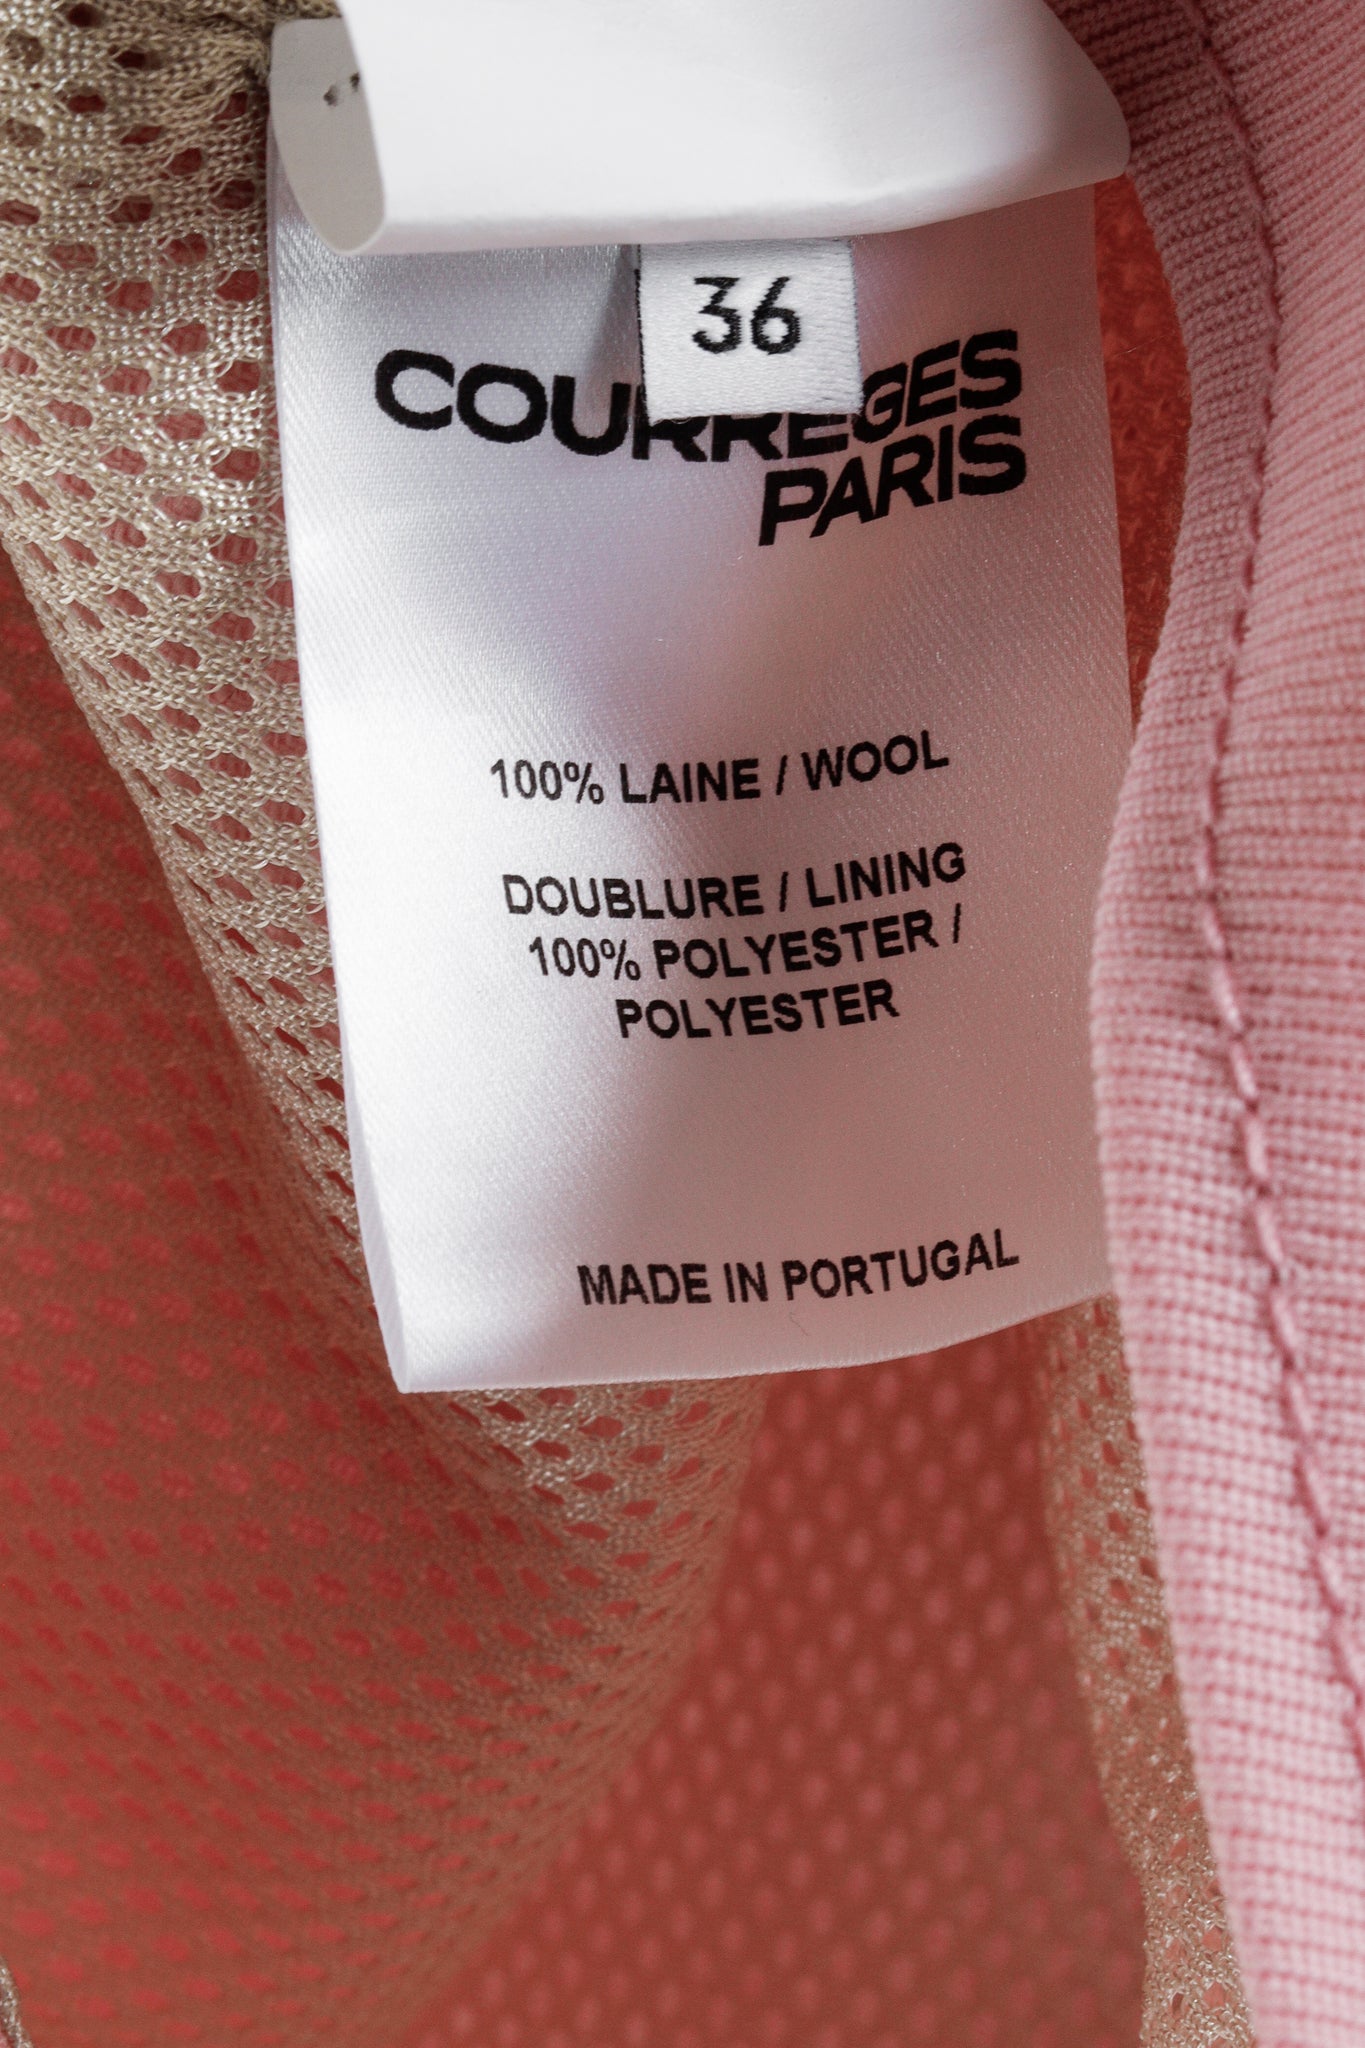 36
COURREGES
PARIS
100% LAINE / WOOL
DOUBLURE / LINING
100% POLYESTER /
POLYESTER
MADE IN PORTUGAL